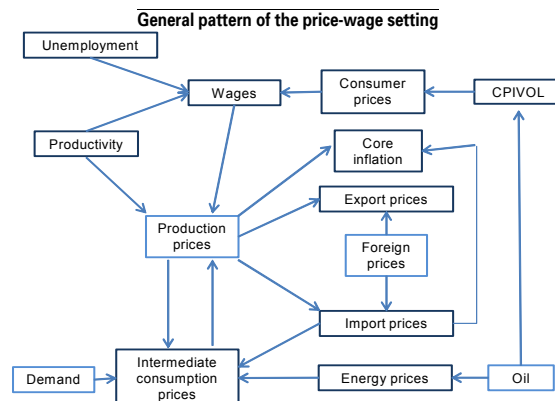 General pattern of the price-wage setting
Unemployment
Wages
Consumer
prices
CPIVOL
Productivity
Core
inflation
Export prices
Production
prices
Foreign
prices
Import prices
Demand
Intermediate
consumption
prices
Energy prices
Oil